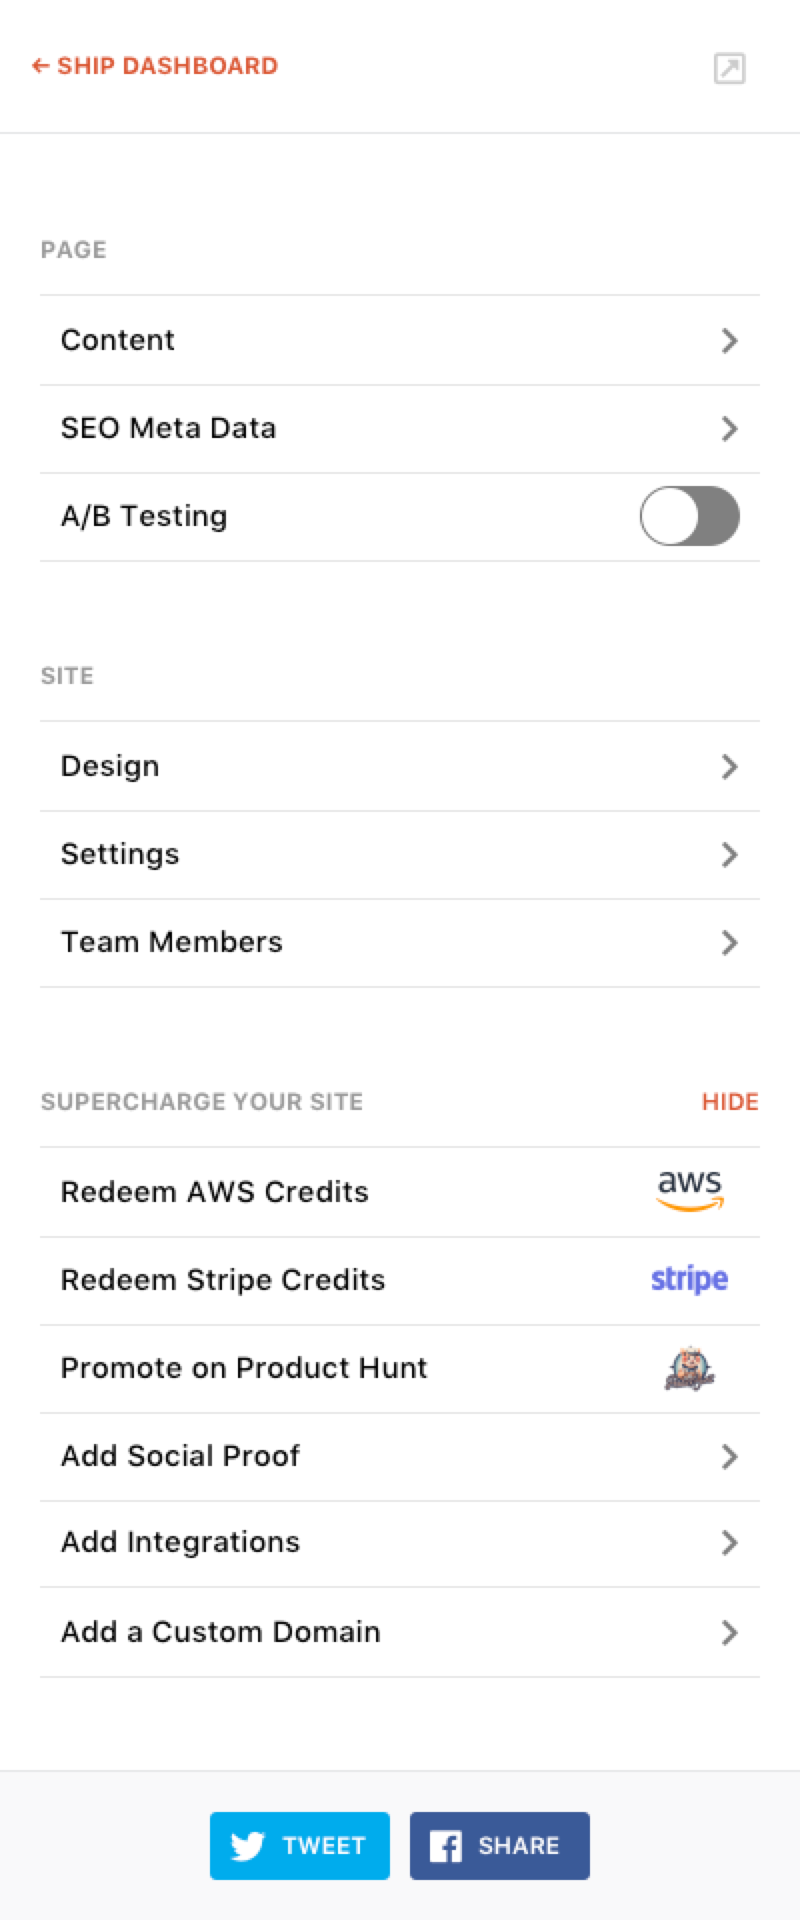 ← SHIP DASHBOARD
PAGE
Content
SEO Meta Data
A/B Testing
SITE
Design
Settings
Team Members
SUPERCHARGE YOUR SITE HIDE
Redeem AWS Credits aws
Redeem Stripe Credits stripe
Promote on Product Hunt
Add Social Proof
Add Integrations
Add a Custom Domain
TWEET SHARE